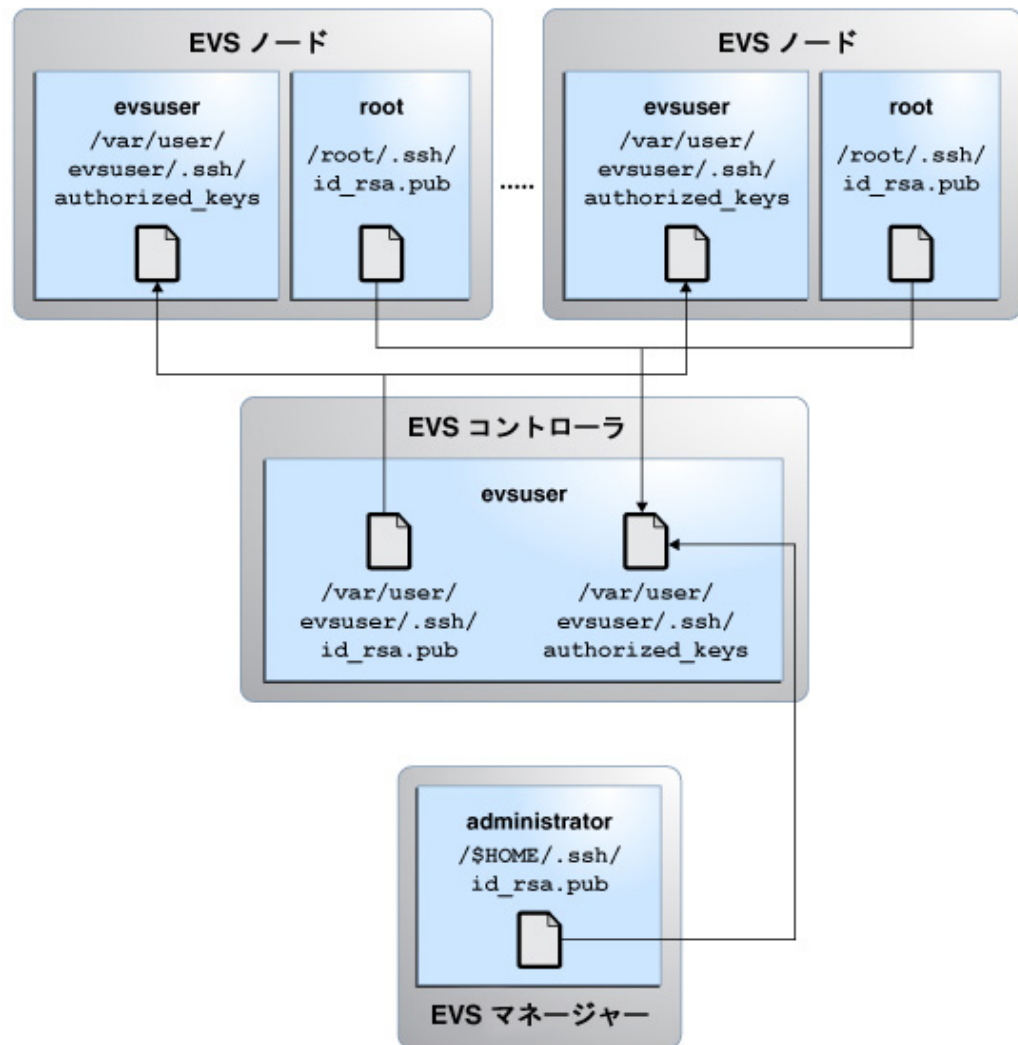 EVS ノード
evsuser
/var/user/
evsuser/.ssh/
authorized_keys
root
/root/.ssh/
id_rsa.pub
.....
EVS ノード
evsuser
/var/user/
evsuser/.ssh/
authorized_keys
root
/root/.ssh/
id_rsa.pub
EVS コントローラ
evsuser
/var/user/
evsuser/.ssh/
id_rsa.pub
/var/user/
evsuser/.ssh/
authorized_keys
administrator
/$HOME/.ssh/
id_rsa.pub
EVS マネージャー